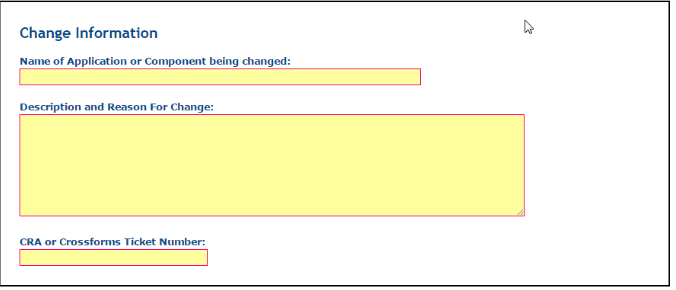 Change Information
Name of Application or Component being changed:
Description and Reason For Change:
CRA or Crossforms Ticket Number: